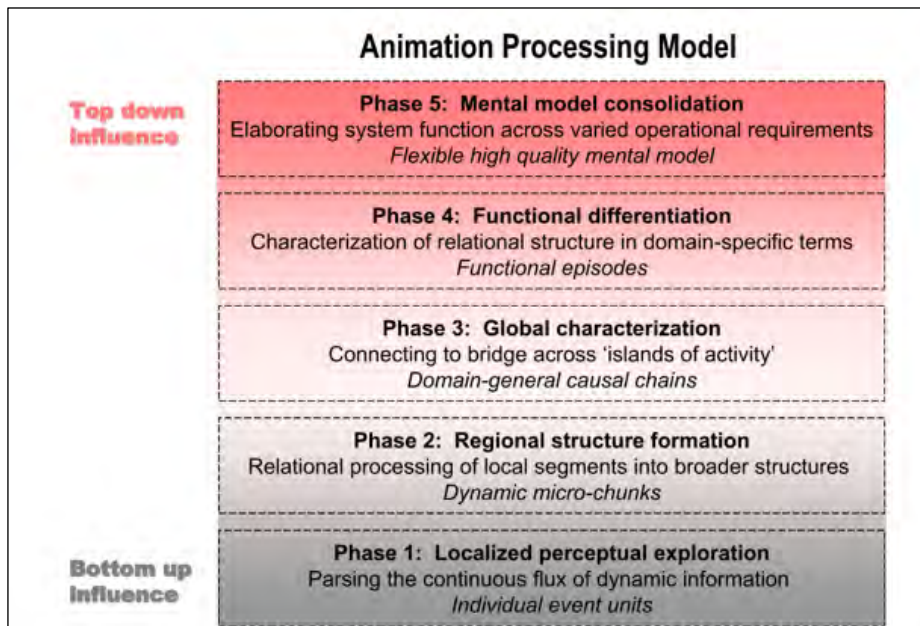 Animation Processing Model
Top down
Influence
Phase 5: Mental model consolidation
Elaborating system function across varied operational requirements
Flexible high quality mental model
Phase 4: Functional differentiation
Characterization of relational structure in domain-specific terms
Functional episodes
Phase 3: Global characterization
Connecting to bridge across ‘islands of activity’
Domain-general causal chains
Phase 2: Regional structure formation
Relational processing of local segments into broader structures
Dynamic micro-chunks
Bottom up
Influence
Phase 1: Localized perceptual exploration
Parsing the continuous flux of dynamic information
Individual event units